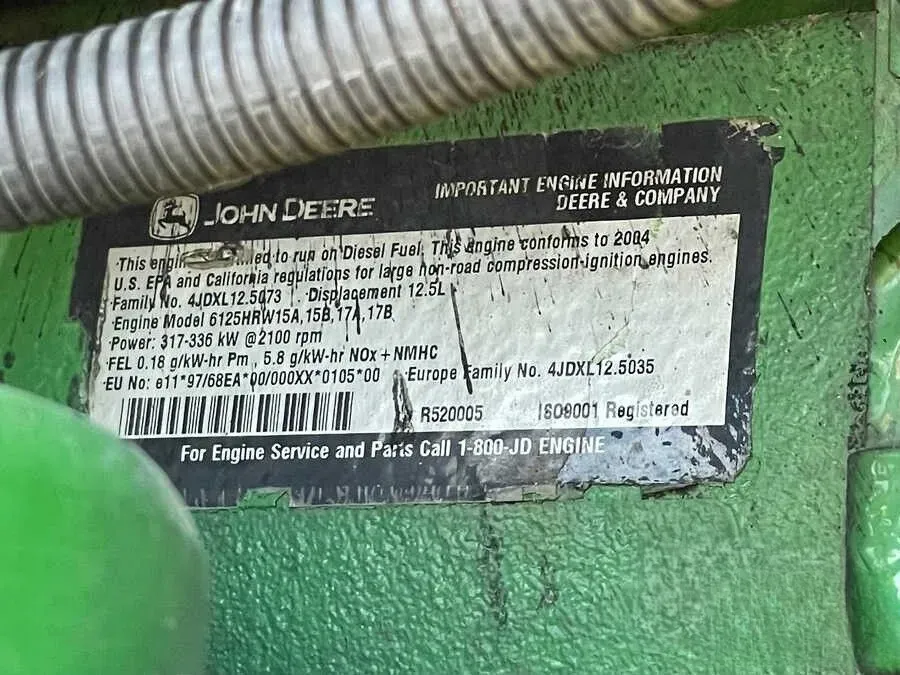 JOHN DEERE
IMPORTANT ENGINE INFORMATION
DEERE & COMPANY
This to run on Diesel Fuel. This engine conforms to 2004
U.S. EPA and California regulations for large non-road compression-ignition engines.
Family No. 4JDXL12.5073 Displacement 12.5L
Engine Model 6125HRW15A,15B,17A,17B
Power: 317-336 kW @2100 rpm
FEL 0.18 g/kW-hr Pm , 5.8 g/kW-hr NOx + NMHC
EU No: e11*97/68EA*00/000XX*0105*00 Europe Family No. 4JDXL12.5035
R520005 ISO9001 Registered
For Engine Service and Parts Call 1-800-JD ENGINE